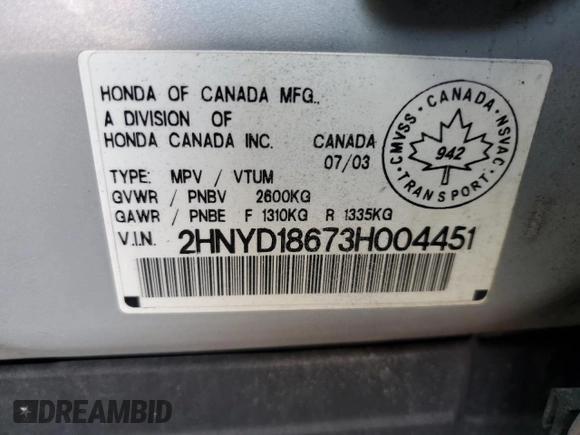 HONDA OF CANADA MFG.,
A DIVISION OF
HONDA CANADA INC. CANADA
07/03
TYPE: MPV / VTUM
GVWR / PNBV 2600KG
GAWR / PNBE F 1310KG R 1335KG
V.I.N. 2HNYD18673H004451
CMVSS · CANADA · NSVAC
942
TRANSPORT
DREAMBID